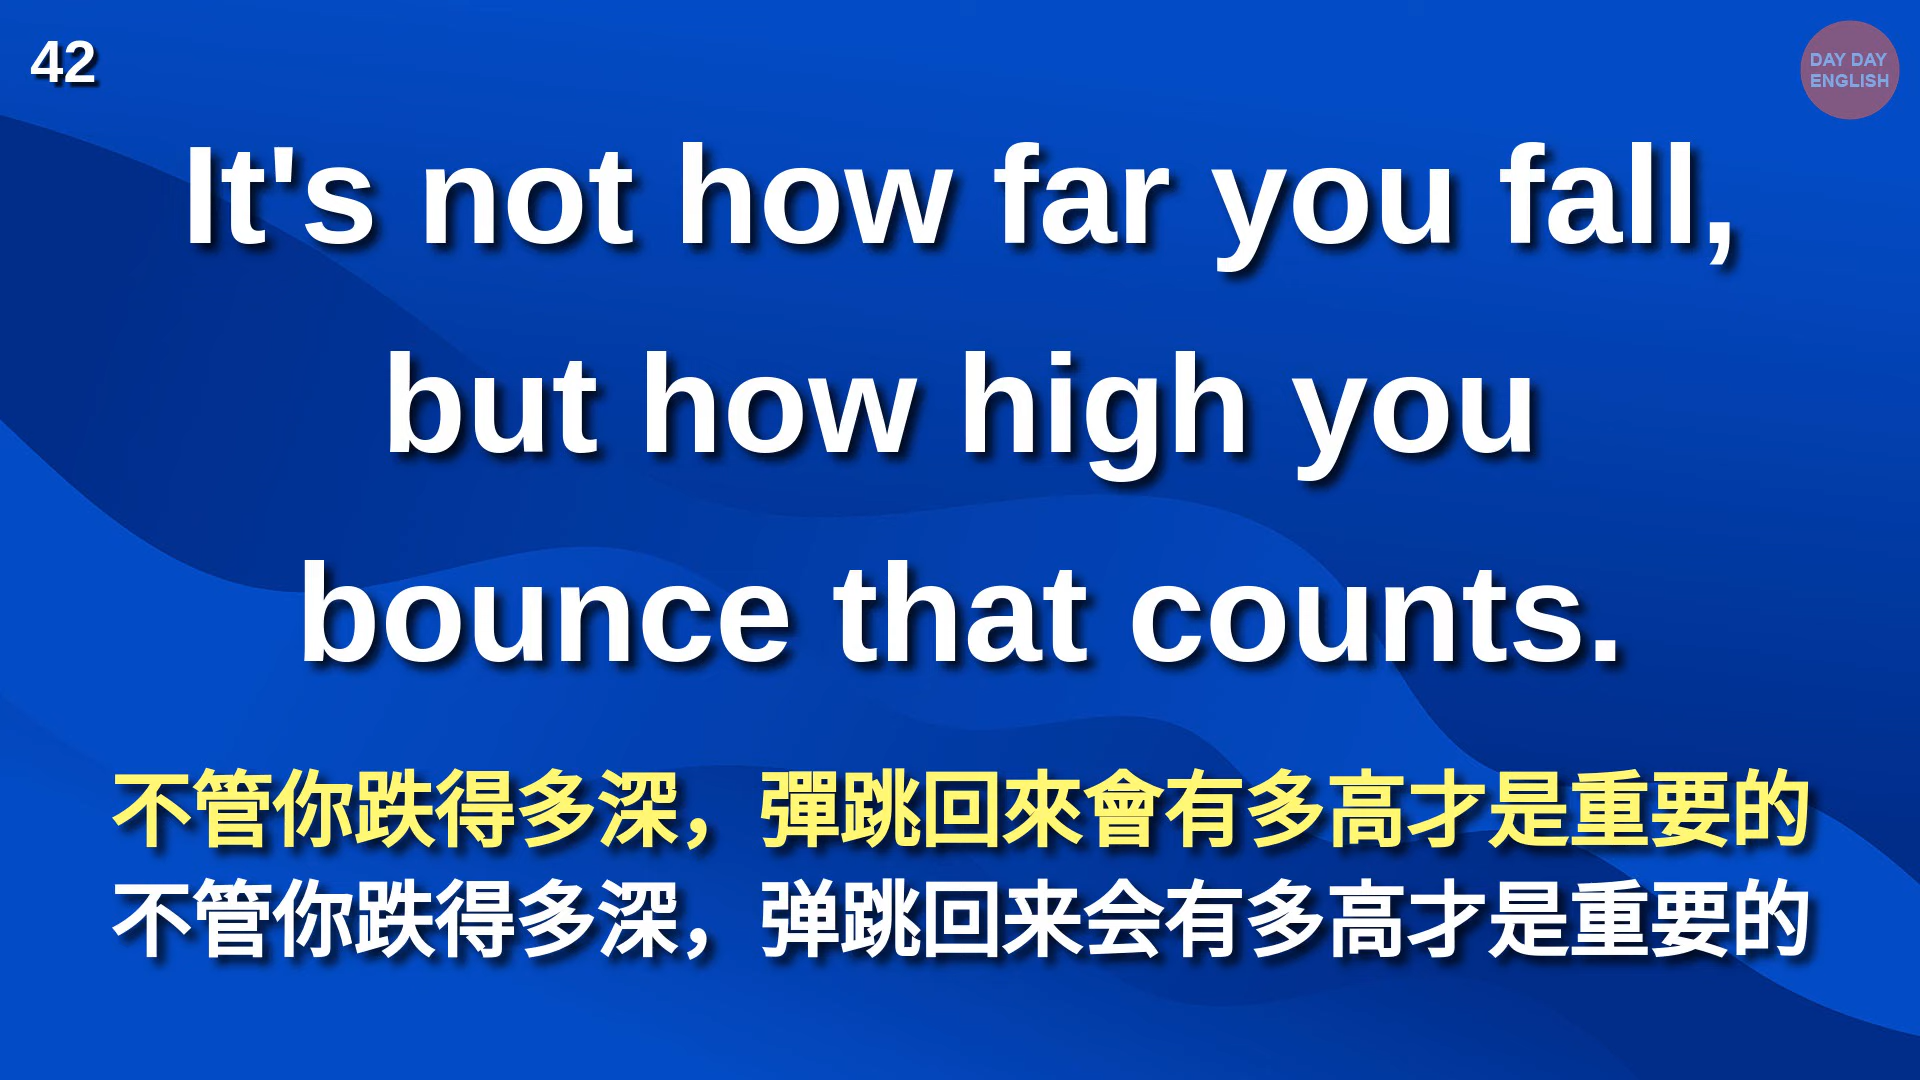 42
DAY DAY
ENGLISH
It's not how far you fall,
but how high you
bounce that counts.
不管你跌得多深，彈跳回來會有多高才是重要的
不管你跌得多深，弹跳回来会有多高才是重要的